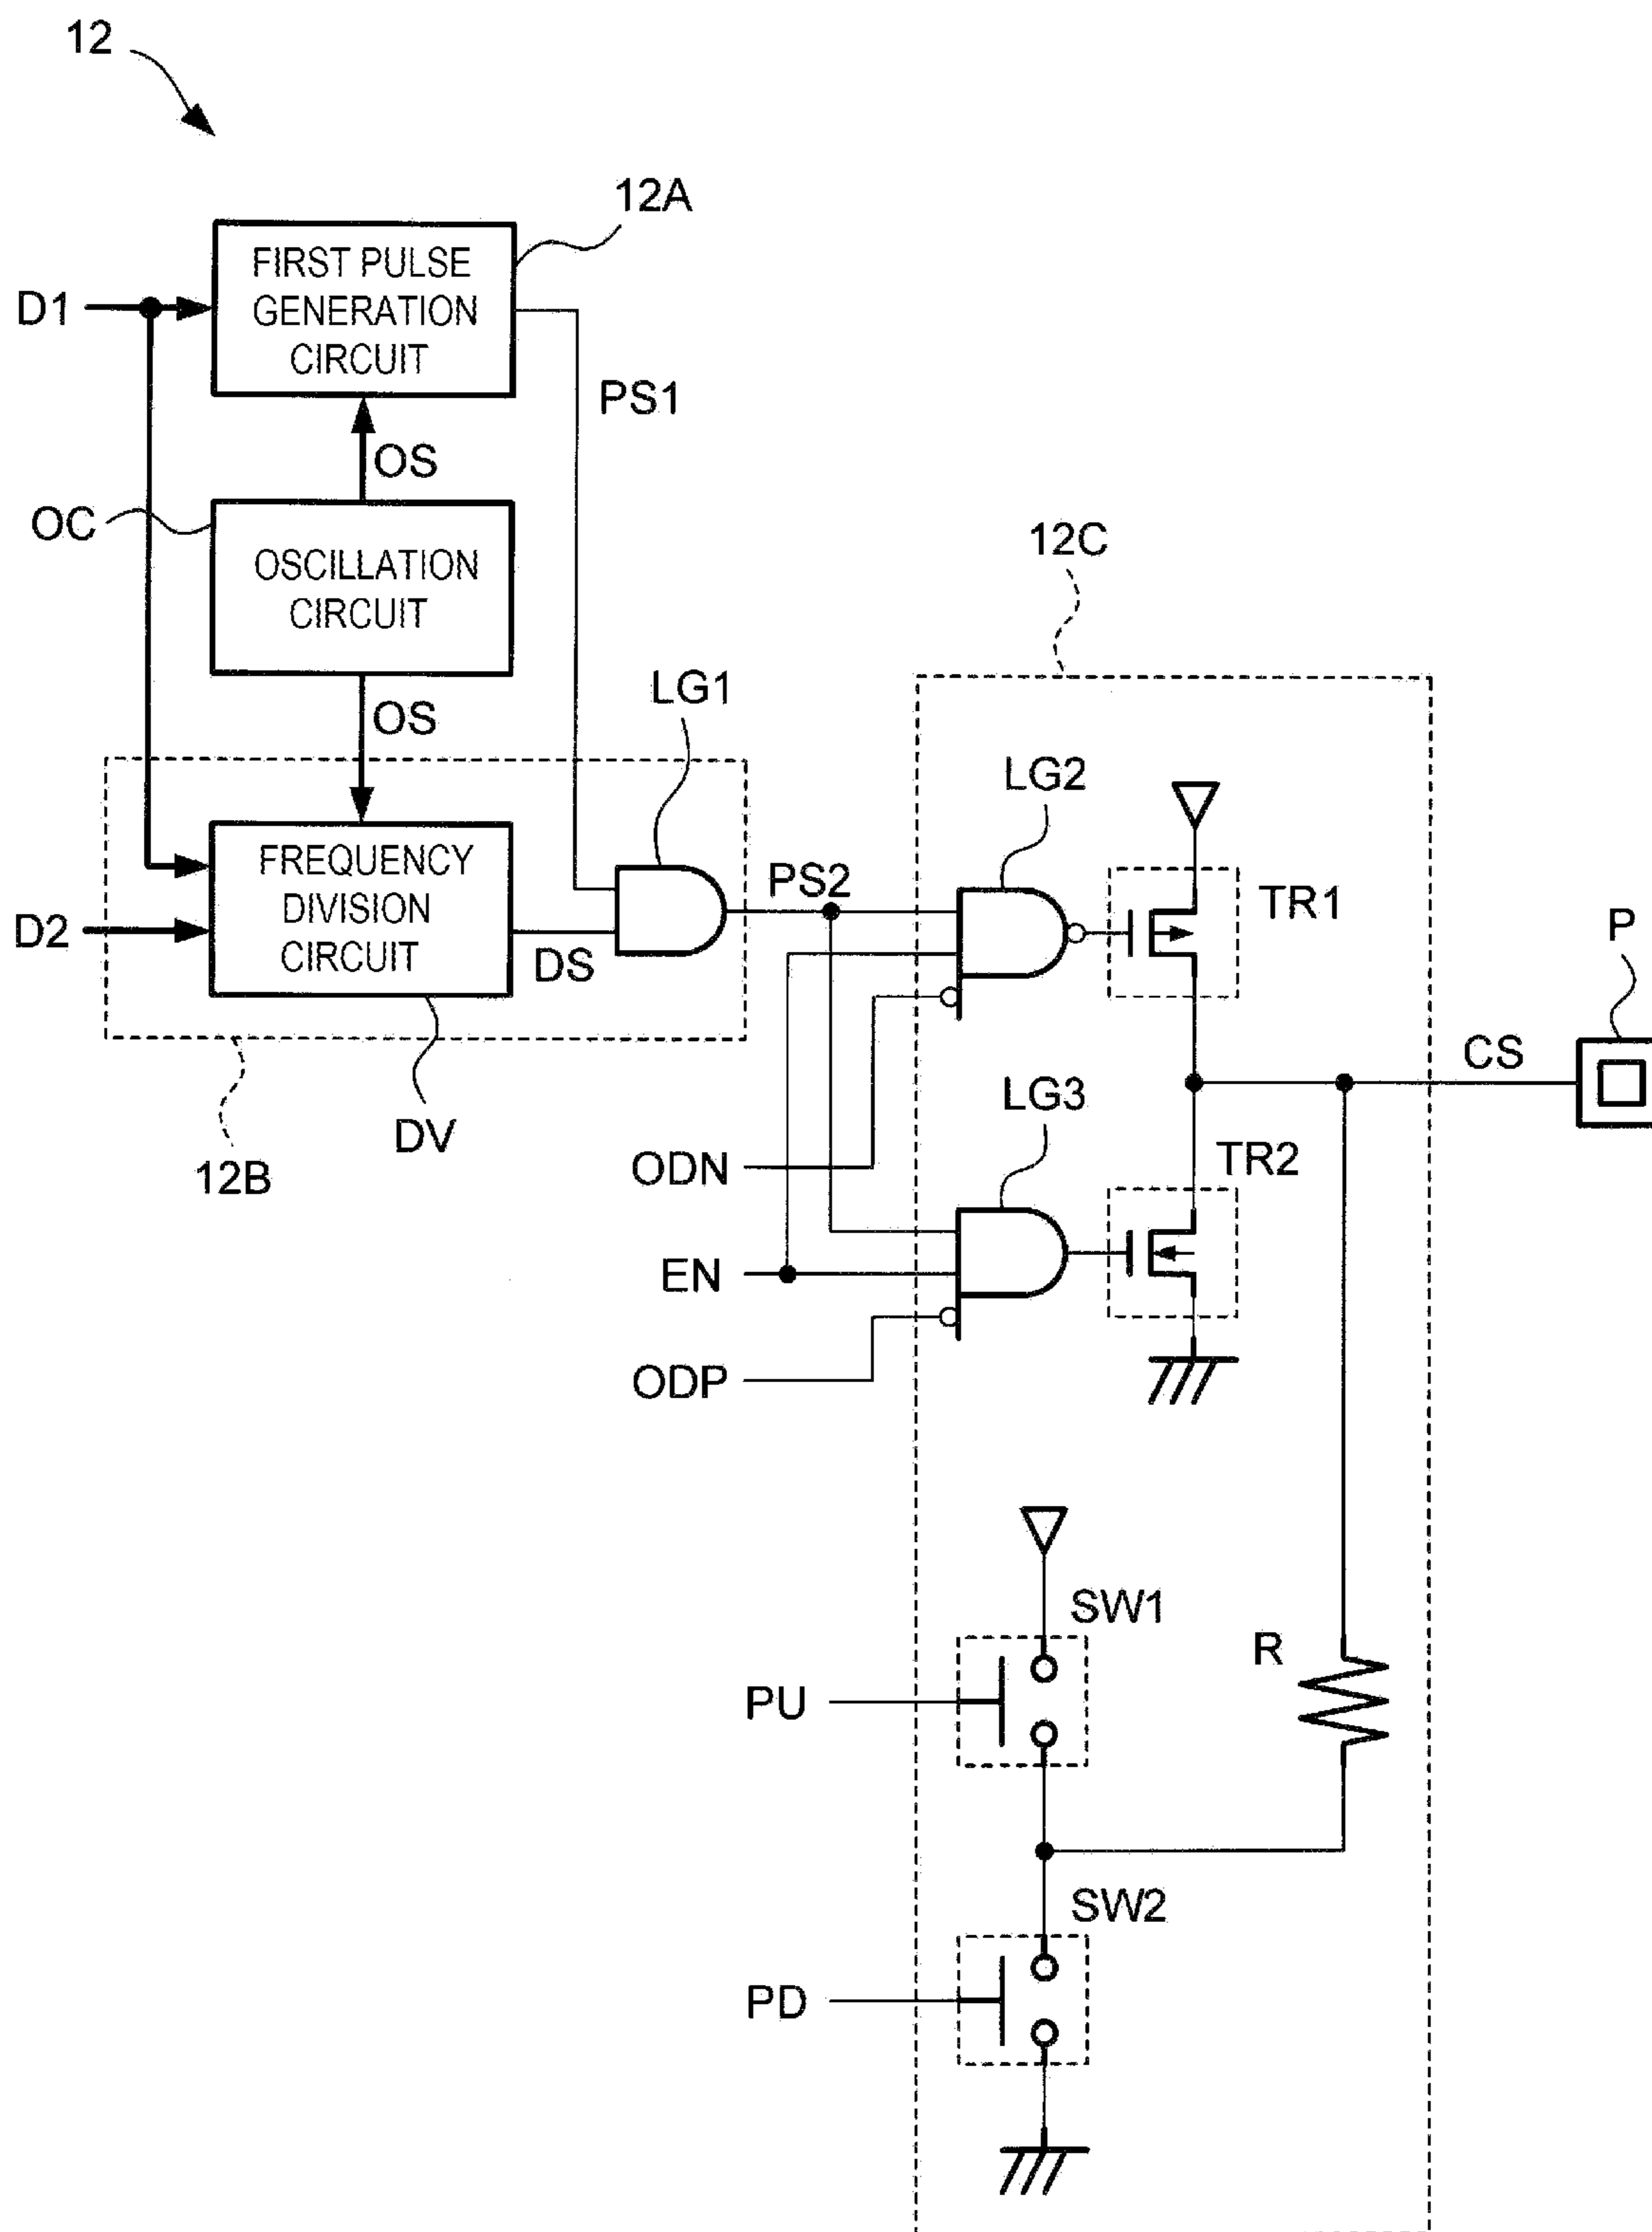 12
12A
D1
FIRST PULSE
GENERATION
CIRCUIT
PS1
OS
OC
OSCILLATION
CIRCUIT
12C
OS
LG1
LG2
D2
FREQUENCY
DIVISION
CIRCUIT
DS
PS2
TR1
P
CS
DV
12B
ODN
LG3
TR2
EN
ODP
SW1
PU
R
SW2
PD